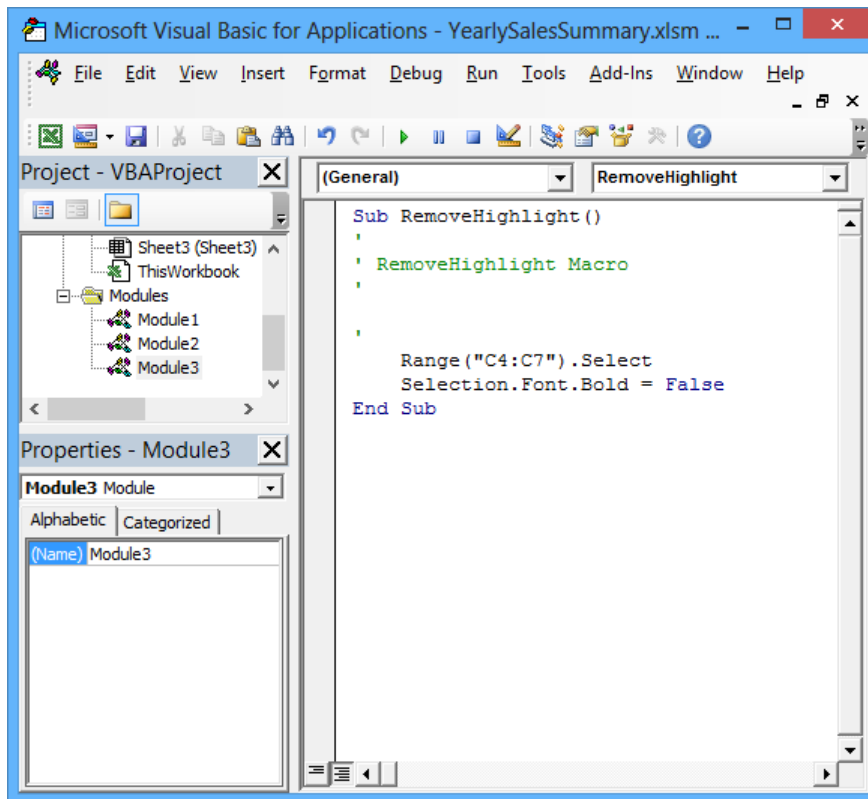 Microsoft Visual Basic for Applications - YearlySalesSummary.xlsm ...
File Edit View Insert Format Debug Run Tools Add-Ins Window Help
Project - VBAProject
Sheet3 (Sheet3)
ThisWorkbook
Modules
Module1
Module2
Module3
Properties - Module3
Module3 Module
Alphabetic Categorized
(Name) Module3
(General) RemoveHighlight
Sub RemoveHighlight()
'
' RemoveHighlight Macro
'
'
Range("C4:C7").Select
Selection.Font.Bold = False
End Sub